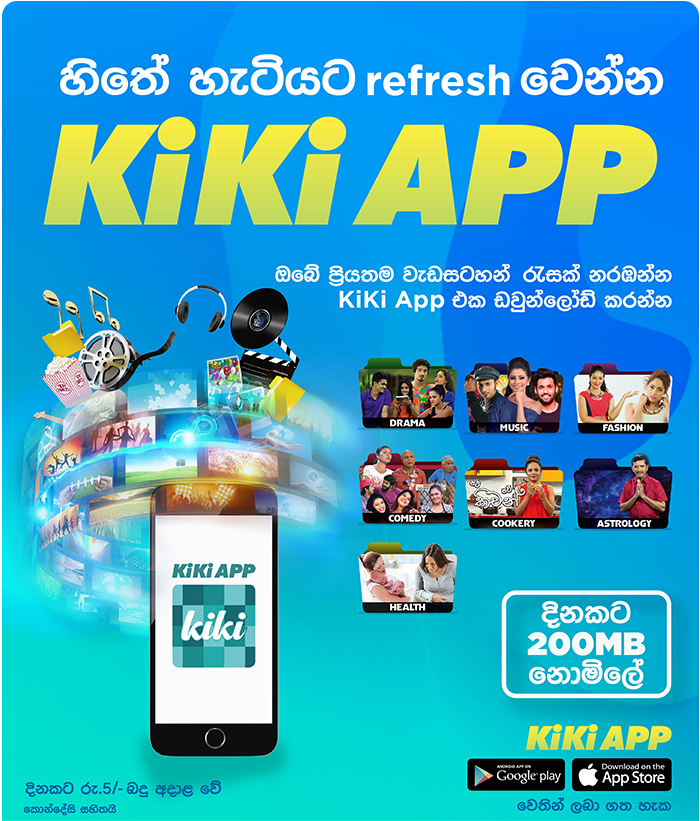 හිතේ හැටියට refresh වෙන්න
KiKi APP
ඔබේ ප්‍රියතම වැඩසටහන් රැසක් නරඹන්න
KiKi App එක ඩවුන්ලෝඩ් කරන්න
DRAMA
MUSIC
FASHION
COMEDY
COOKERY
ASTROLOGY
HEALTH
KiKi APP
kiki
දිනකට
200MB
නොමිලේ
KiKi APP
ANDROID APP ON
Google play
Download on the
App Store
වෙතින් ලබා ගත හැක
දිනකට රු.5/- බදු අදාළ වේ
කොන්දේසි සහිතයි